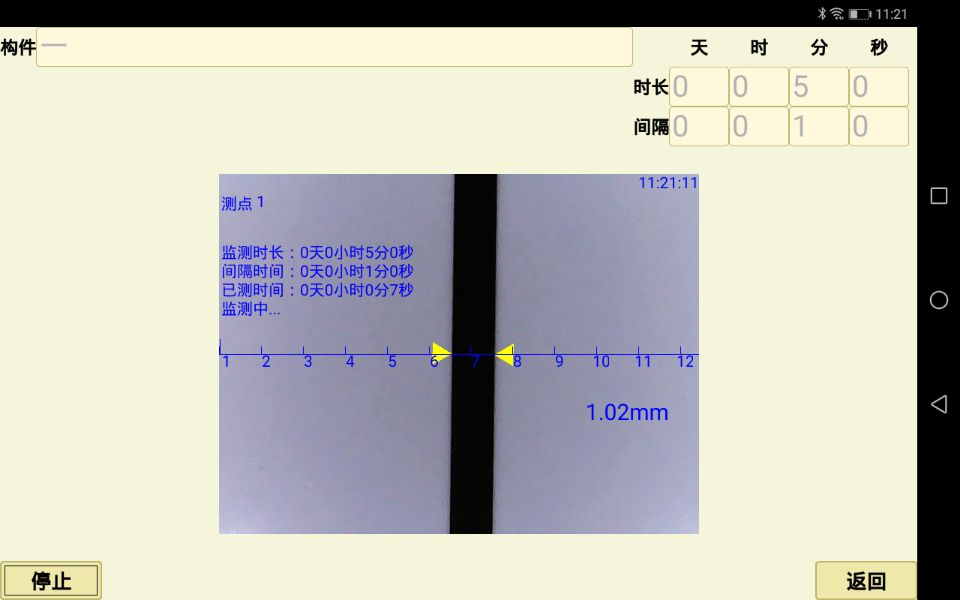 11:21
构件 一 天 时 分 秒
时长 0 0 5 0
间隔 0 0 1 0
11:21:11
测点 1
监测时长：0天0小时5分0秒
间隔时间：0天0小时1分0秒
已测时间：0天0小时0分7秒
监测中...
1 2 3 4 5 6 7 8 9 10 11 12
1.02mm
停止 返回